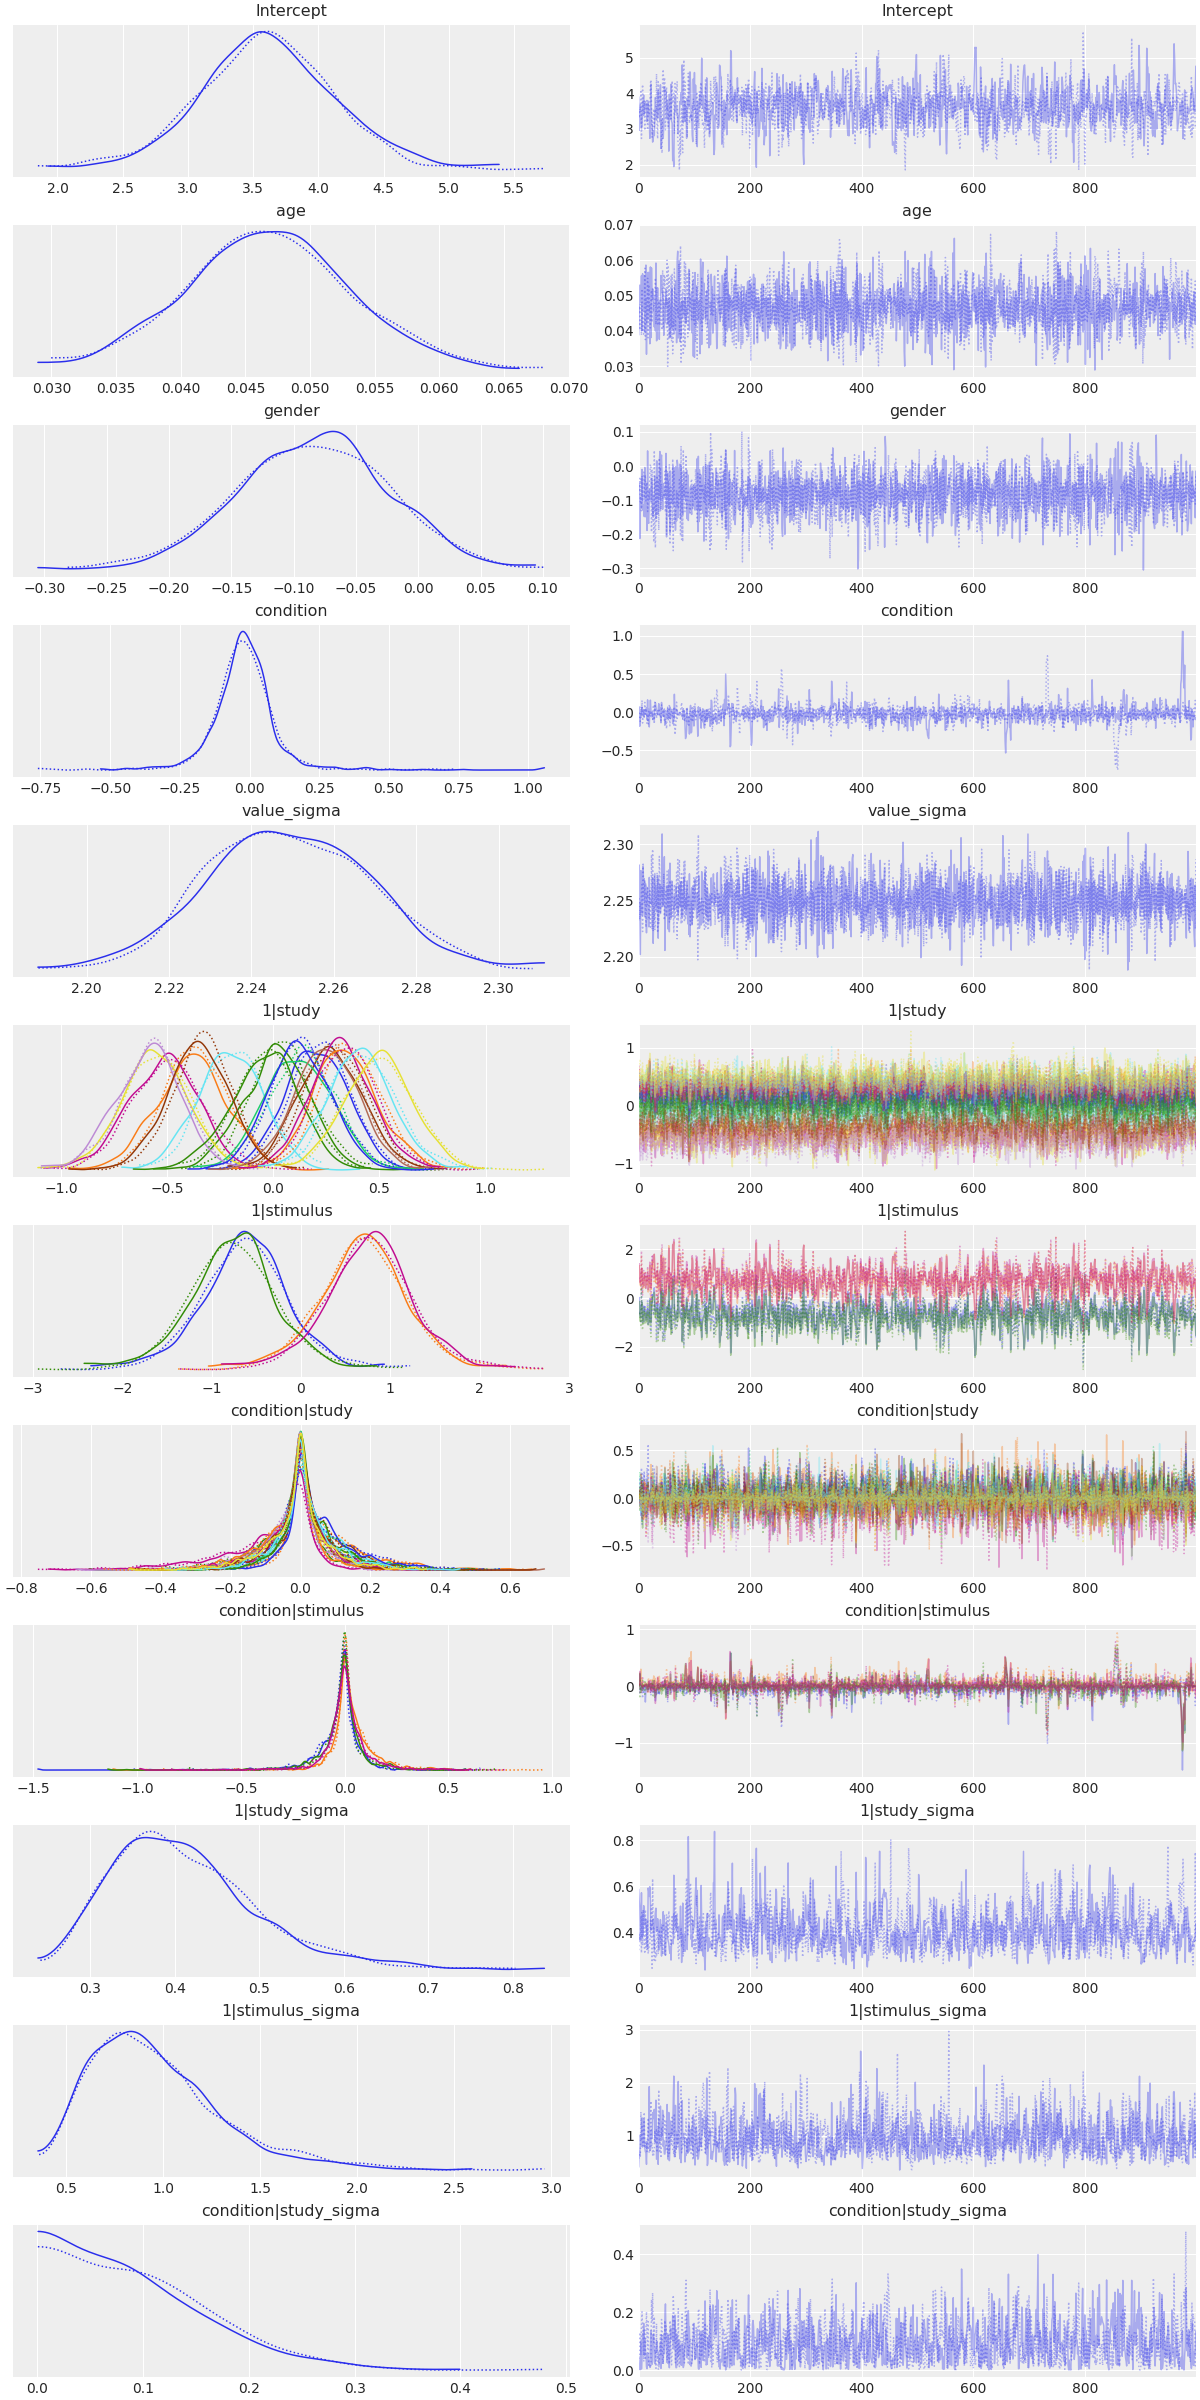 Intercept Intercept
5
4
3
2
2.0 2.5 3.0 3.5 4.0 4.5 5.0 5.5 0 200 400 600 800
age age
0.07
0.06
0.05
0.04
0.03
0.030 0.035 0.040 0.045 0.050 0.055 0.060 0.065 0.070 0 200 400 600 800
gender gender
0.1
0.0
−0.1
−0.2
−0.3
−0.30 −0.25 −0.20 −0.15 −0.10 −0.05 0.00 0.05 0.10 0 200 400 600 800
condition condition
1.0
0.5
0.0
−0.5
−0.75 −0.50 −0.25 0.00 0.25 0.50 0.75 1.00 0 200 400 600 800
value_sigma value_sigma
2.30
2.25
2.20
2.20 2.22 2.24 2.26 2.28 2.30 0 200 400 600 800
1|study 1|study
1
0
−1
−1.0 −0.5 0.0 0.5 1.0 0 200 400 600 800
1|stimulus 1|stimulus
2
0
−2
−3 −2 −1 0 1 2 3 0 200 400 600 800
condition|study condition|study
0.5
0.0
−0.5
−0.8 −0.6 −0.4 −0.2 0.0 0.2 0.4 0.6 0 200 400 600 800
condition|stimulus condition|stimulus
1
0
−1
−1.5 −1.0 −0.5 0.0 0.5 1.0 0 200 400 600 800
1|study_sigma 1|study_sigma
0.8
0.6
0.4
0.3 0.4 0.5 0.6 0.7 0.8 0 200 400 600 800
1|stimulus_sigma 1|stimulus_sigma
3
2
1
0.5 1.0 1.5 2.0 2.5 3.0 0 200 400 600 800
condition|study_sigma condition|study_sigma
0.4
0.2
0.0
0.0 0.1 0.2 0.3 0.4 0.5 0 200 400 600 800